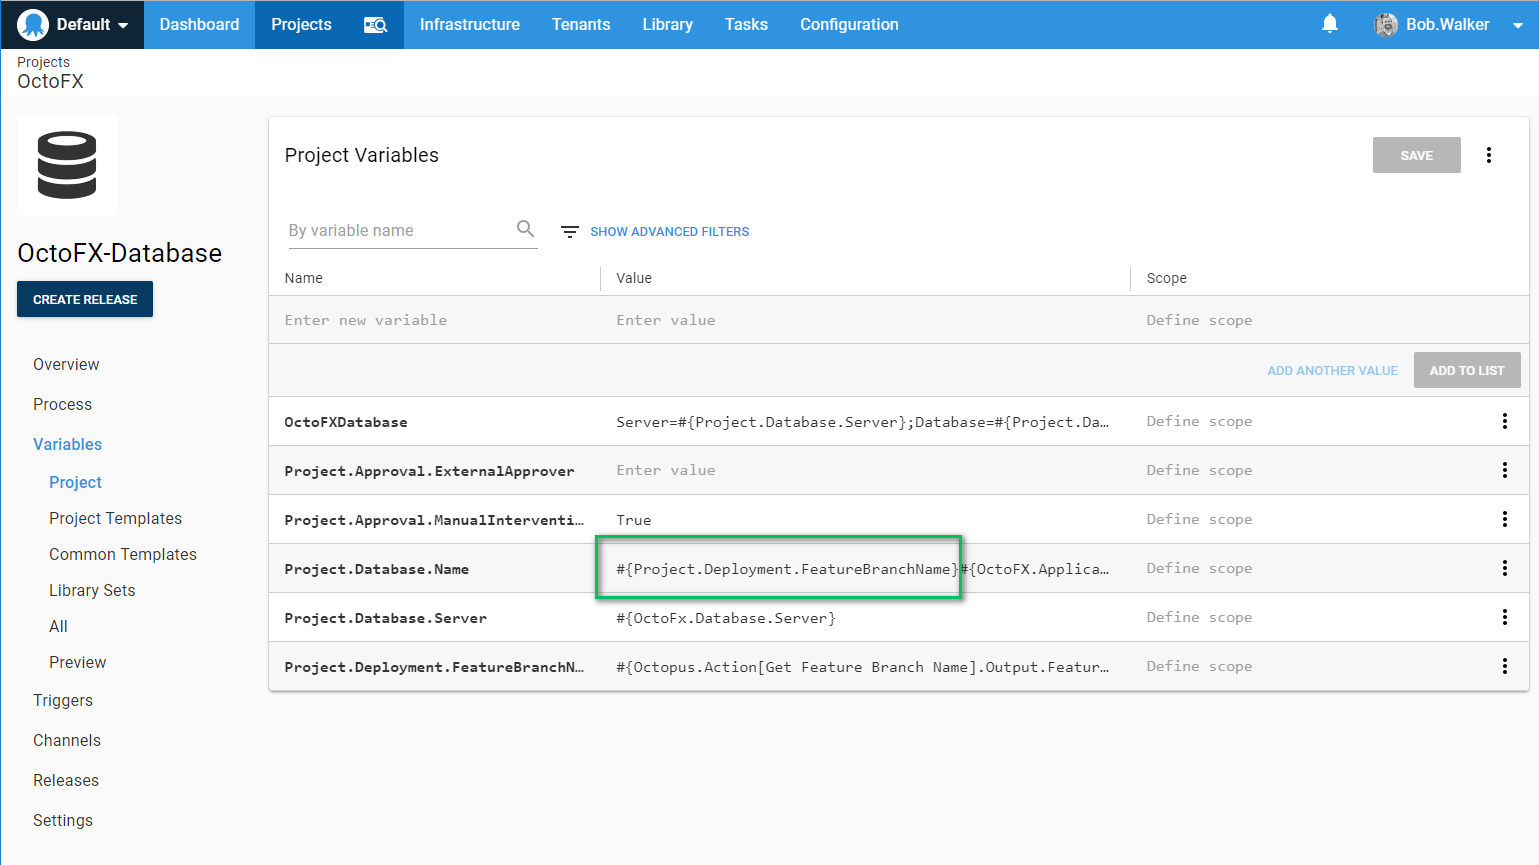 Default
Dashboard
Projects
Infrastructure
Tenants
Library
Tasks
Configuration
Bob.Walker
Projects
OctoFX
OctoFX-Database
CREATE RELEASE
Overview
Process
Variables
Project
Project Templates
Common Templates
Library Sets
All
Preview
Triggers
Channels
Releases
Settings
Project Variables
SAVE
By variable name
SHOW ADVANCED FILTERS
Name Value Scope
Enter new variable Enter value Define scope
ADD ANOTHER VALUE ADD TO LIST
OctoFXDatabase Server=#{Project.Database.Server};Database=#{Project.Da… Define scope
Project.Approval.ExternalApprover Enter value Define scope
Project.Approval.ManualInterventi… True Define scope
Project.Database.Name #{Project.Deployment.FeatureBranchName}#{OctoFX.Applica… Define scope
Project.Database.Server #{OctoFx.Database.Server} Define scope
Project.Deployment.FeatureBranchN… #{Octopus.Action[Get Feature Branch Name].Output.Featur… Define scope